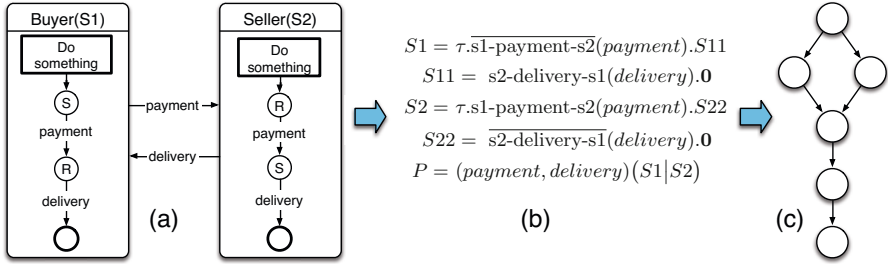 Buyer(S1)
Do
something
S
payment
R
delivery
(a)
payment
delivery
Seller(S2)
Do
something
R
payment
S
delivery
S1 = τ.s1-payment-s2(payment).S11
S11 = s2-delivery-s1(delivery).0
S2 = τ.s1-payment-s2(payment).S22
S22 = s2-delivery-s1(delivery).0
P = (payment, delivery)(S1|S2)
(b)
(c)